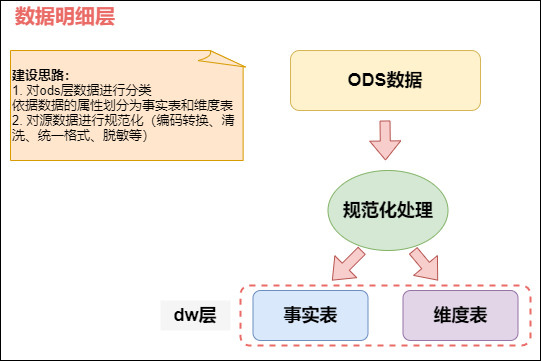 数据明细层
建设思路：
1. 对ods层数据进行分类
依据数据的属性划分为事实表和维度表
2. 对源数据进行规范化（编码转换、清
洗、统一格式、脱敏等）
ODS数据
规范化处理
dw层
事实表
维度表